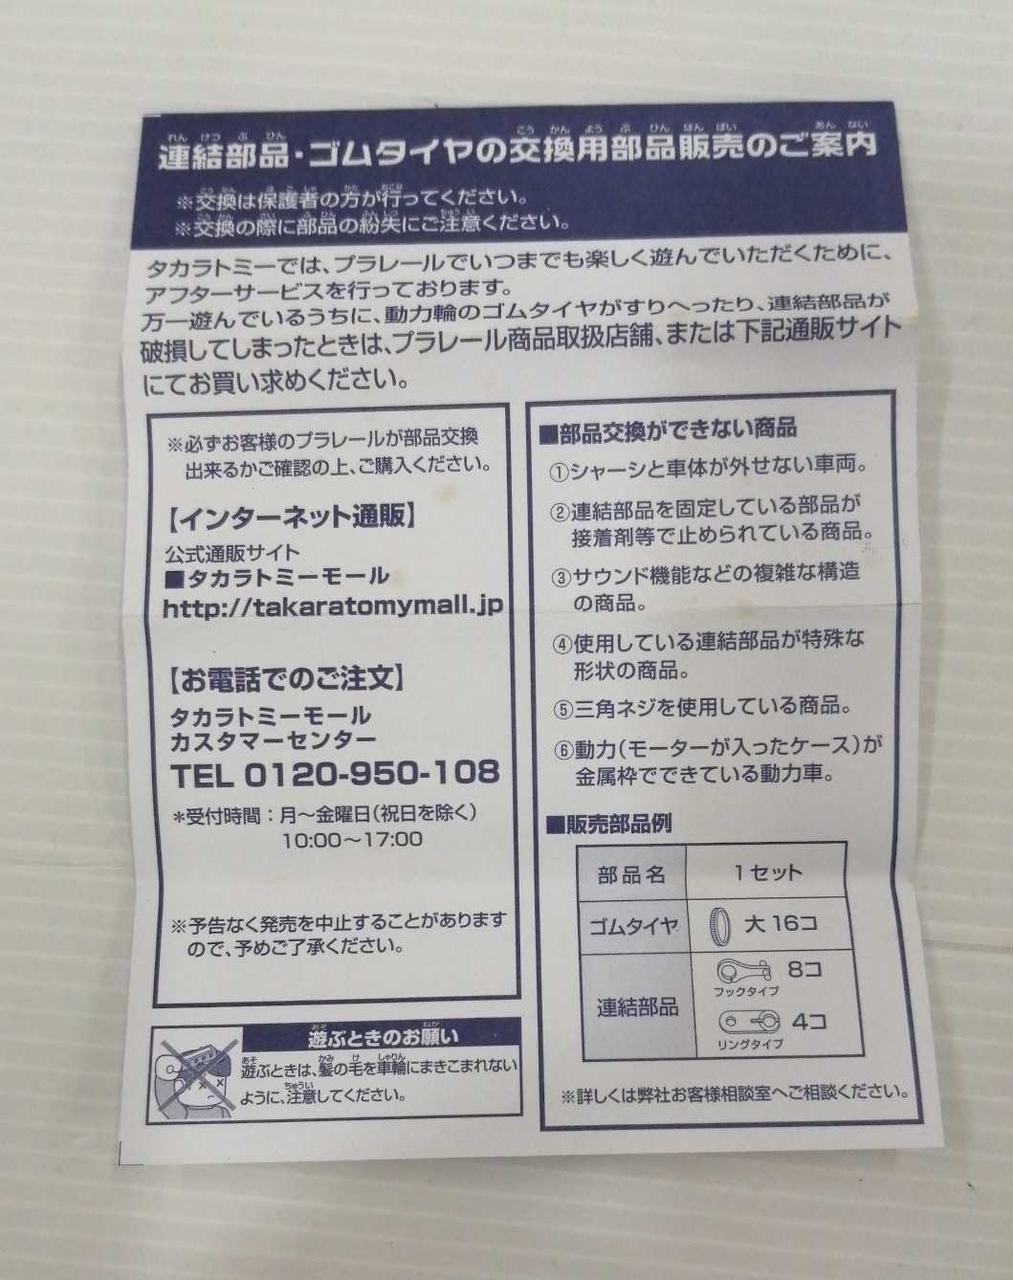 連結部品・ゴムタイヤの交換用部品販売のご案内
※交換は保護者の方が行ってください。
※交換の際に部品の紛失にご注意ください。
タカラトミーでは、プラレールでいつまでも楽しく遊んでいただくために、
アフターサービスを行っております。
万一遊んでいるうちに、動力輪のゴムタイヤがすりへったり、連結部品が
破損してしまったときは、プラレール商品取扱店舗、または下記通販サイト
にてお買い求めください。
※必ずお客様のプラレールが部品交換
出来るかご確認の上、ご購入ください。
【インターネット通販】
公式通販サイト
■タカラトミーモール
http://takaratomymall.jp
【お電話でのご注文】
タカラトミーモール
カスタマーセンター
TEL 0120-950-108
*受付時間：月〜金曜日(祝日を除く)
10:00〜17:00
※予告なく発売を中止することがあります
ので、予めご了承ください。
遊ぶときのお願い
遊ぶときは、髪の毛を車輪にまきこまれない
ように、注意してください。
■部品交換ができない商品
①シャーシと車体が外せない車両。
②連結部品を固定している部品が
接着剤等で止められている商品。
③サウンド機能などの複雑な構造
の商品。
④使用している連結部品が特殊な
形状の商品。
⑤三角ネジを使用している商品。
⑥動力(モーターが入ったケース)が
金属枠でできている動力車。
■販売部品例
部品名 1セット
ゴムタイヤ 大 16コ
連結部品 8コ
フックタイプ
4コ
リングタイプ
※詳しくは弊社お客様相談室へご相談ください。